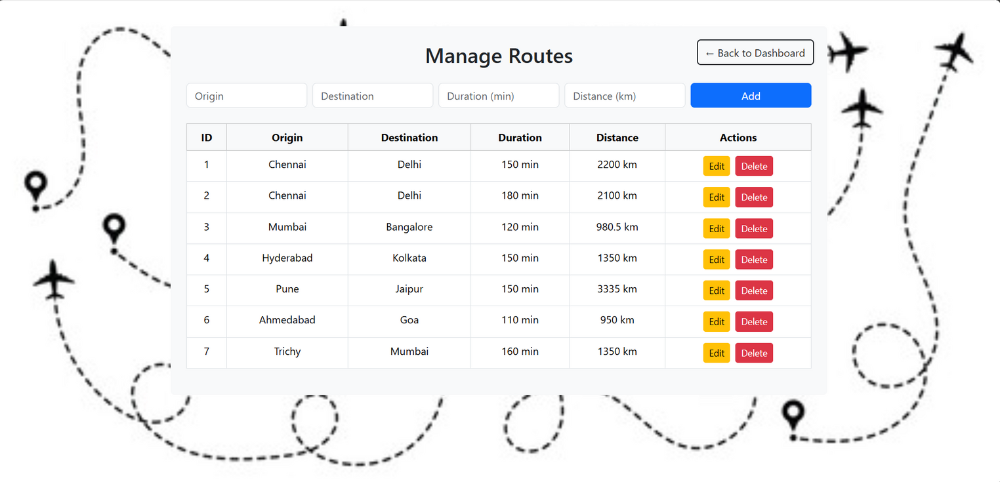 Manage Routes
← Back to Dashboard
Origin Destination Duration (min) Distance (km) Add
ID Origin Destination Duration Distance Actions
1 Chennai Delhi 150 min 2200 km Edit Delete
2 Chennai Delhi 180 min 2100 km Edit Delete
3 Mumbai Bangalore 120 min 980.5 km Edit Delete
4 Hyderabad Kolkata 150 min 1350 km Edit Delete
5 Pune Jaipur 150 min 3335 km Edit Delete
6 Ahmedabad Goa 110 min 950 km Edit Delete
7 Trichy Mumbai 160 min 1350 km Edit Delete